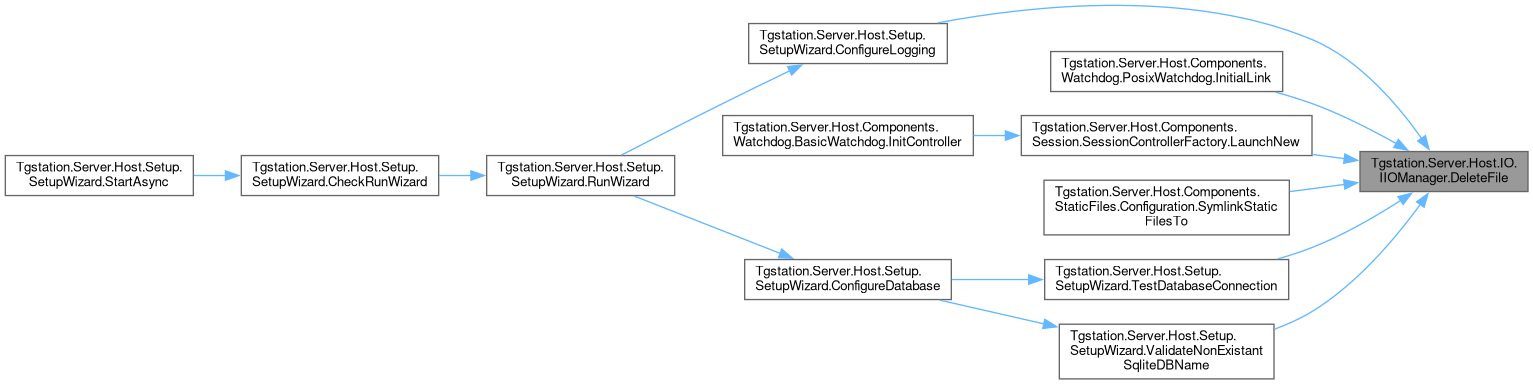 Tgstation.Server.Host.Setup.
SetupWizard.StartAsync
Tgstation.Server.Host.Setup.
SetupWizard.CheckRunWizard
Tgstation.Server.Host.Setup.
SetupWizard.RunWizard
Tgstation.Server.Host.Setup.
SetupWizard.ConfigureLogging
Tgstation.Server.Host.Components.
Watchdog.BasicWatchdog.InitController
Tgstation.Server.Host.Setup.
SetupWizard.ConfigureDatabase
Tgstation.Server.Host.Components.
Watchdog.PosixWatchdog.InitialLink
Tgstation.Server.Host.Components.
Session.SessionControllerFactory.LaunchNew
Tgstation.Server.Host.Components.
StaticFiles.Configuration.SymlinkStatic
FilesTo
Tgstation.Server.Host.Setup.
SetupWizard.TestDatabaseConnection
Tgstation.Server.Host.Setup.
SetupWizard.ValidateNonExistant
SqliteDBName
Tgstation.Server.Host.IO.
IIOManager.DeleteFile